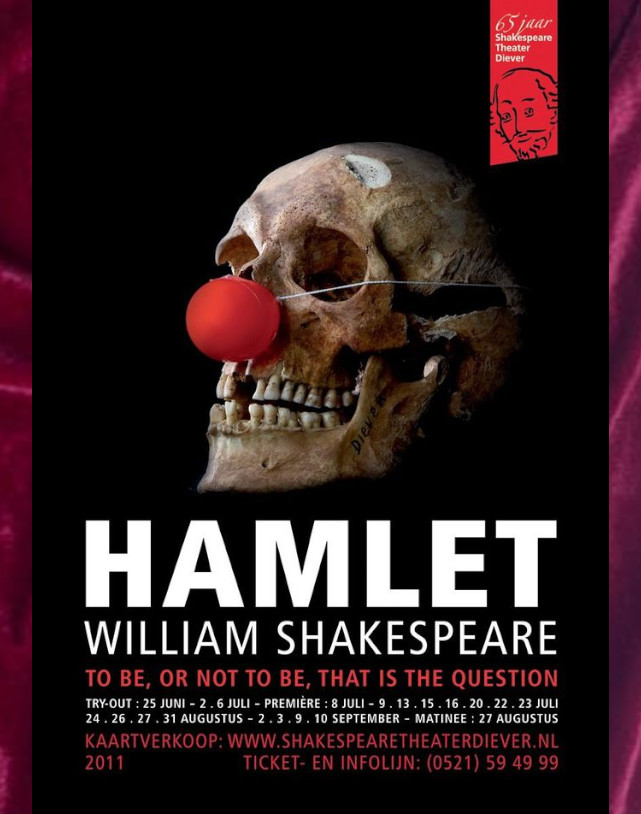 65 jaar
Shakespeare
Theater
Diever
Diever
HAMLET
WILLIAM SHAKESPEARE
TO BE, OR NOT TO BE, THAT IS THE QUESTION
TRY-OUT : 25 JUNI – 2 . 6 JULI – PREMIÈRE : 8 JULI – 9 . 13 . 15 . 16 . 20 . 22 . 23 JULI
24 . 26 . 27 . 31 AUGUSTUS – 2 . 3 . 9 . 10 SEPTEMBER – MATINEE : 27 AUGUSTUS
KAARTVERKOOP: WWW.SHAKESPEARETHEATERDIEVER.NL
2011 TICKET- EN INFOLIJN: (0521) 59 49 99